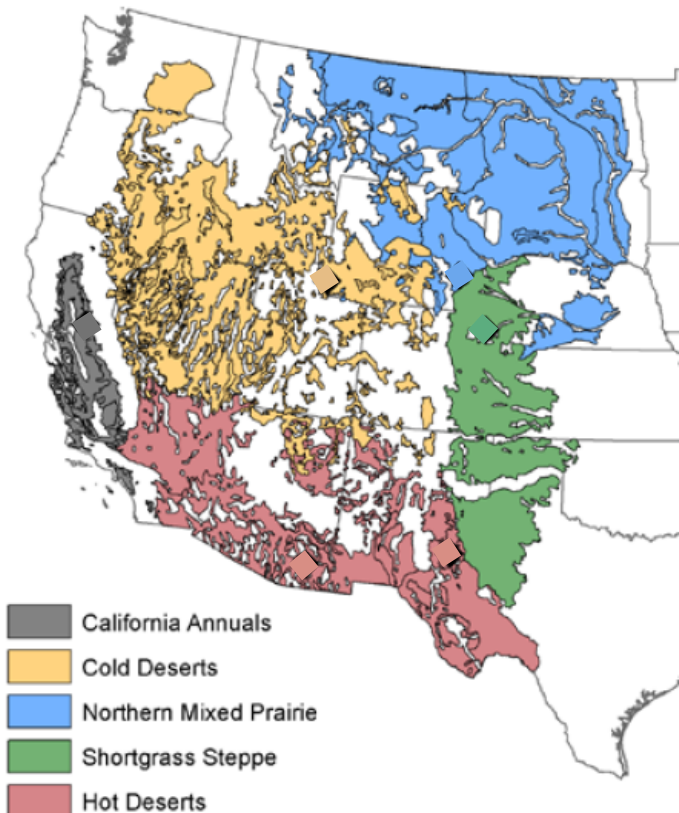 California Annuals
Cold Deserts
Northern Mixed Prairie
Shortgrass Steppe
Hot Deserts